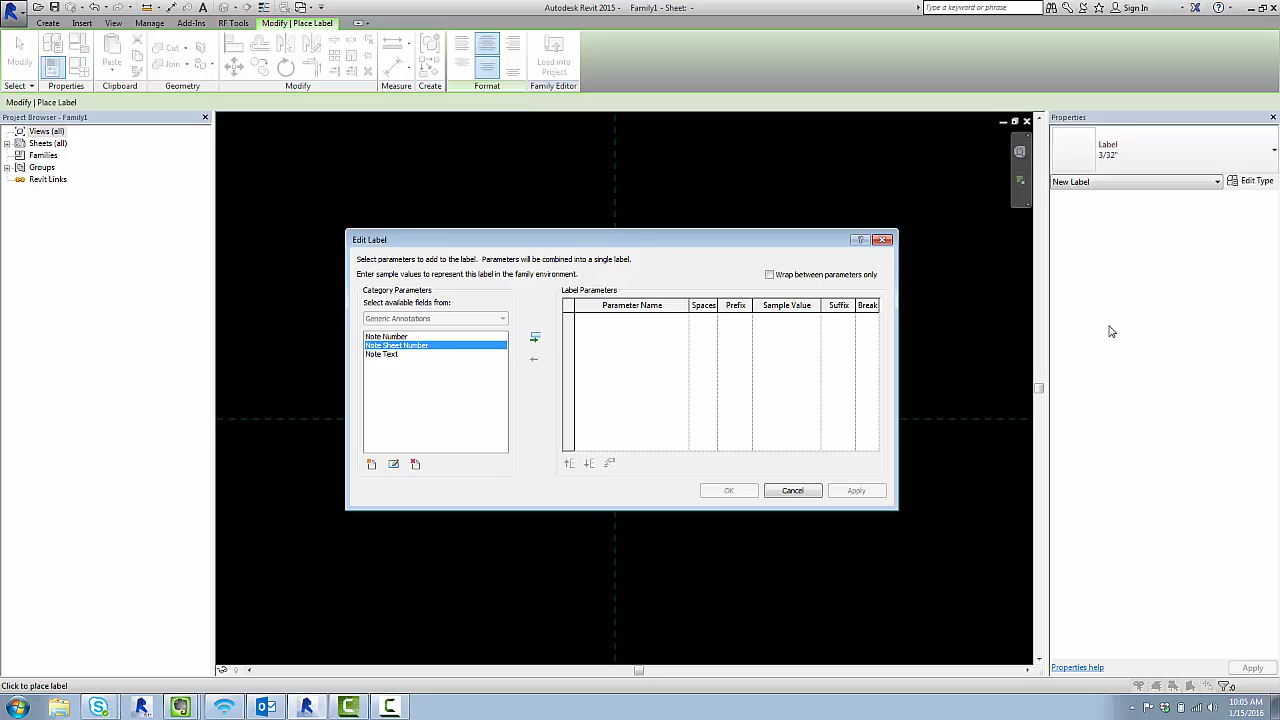 Autodesk Revit 2015 - Family1 - Sheet: -
Type a keyword or phrase
Sign In
Create Insert View Manage Add-Ins RF Tools Modify | Place Label
Modify
Paste
Cut
Join
Load into
Project
Select Properties Clipboard Geometry Modify Measure Create Format Family Editor
Modify | Place Label
Project Browser - Family1
Views (all)
Sheets (all)
Families
Groups
Revit Links
Properties
Label
3/32"
New Label
Edit Type
Edit Label
Select parameters to add to the label. Parameters will be combined into a single label.
Enter sample values to represent this label in the family environment.
Wrap between parameters only
Category Parameters
Select available fields from:
Generic Annotations
Note Number
Note Sheet Number
Note Text
Label Parameters
Parameter Name Spaces Prefix Sample Value Suffix Break
OK Cancel Apply
Properties help
Apply
Click to place label
:0
10:05 AM
1/15/2016